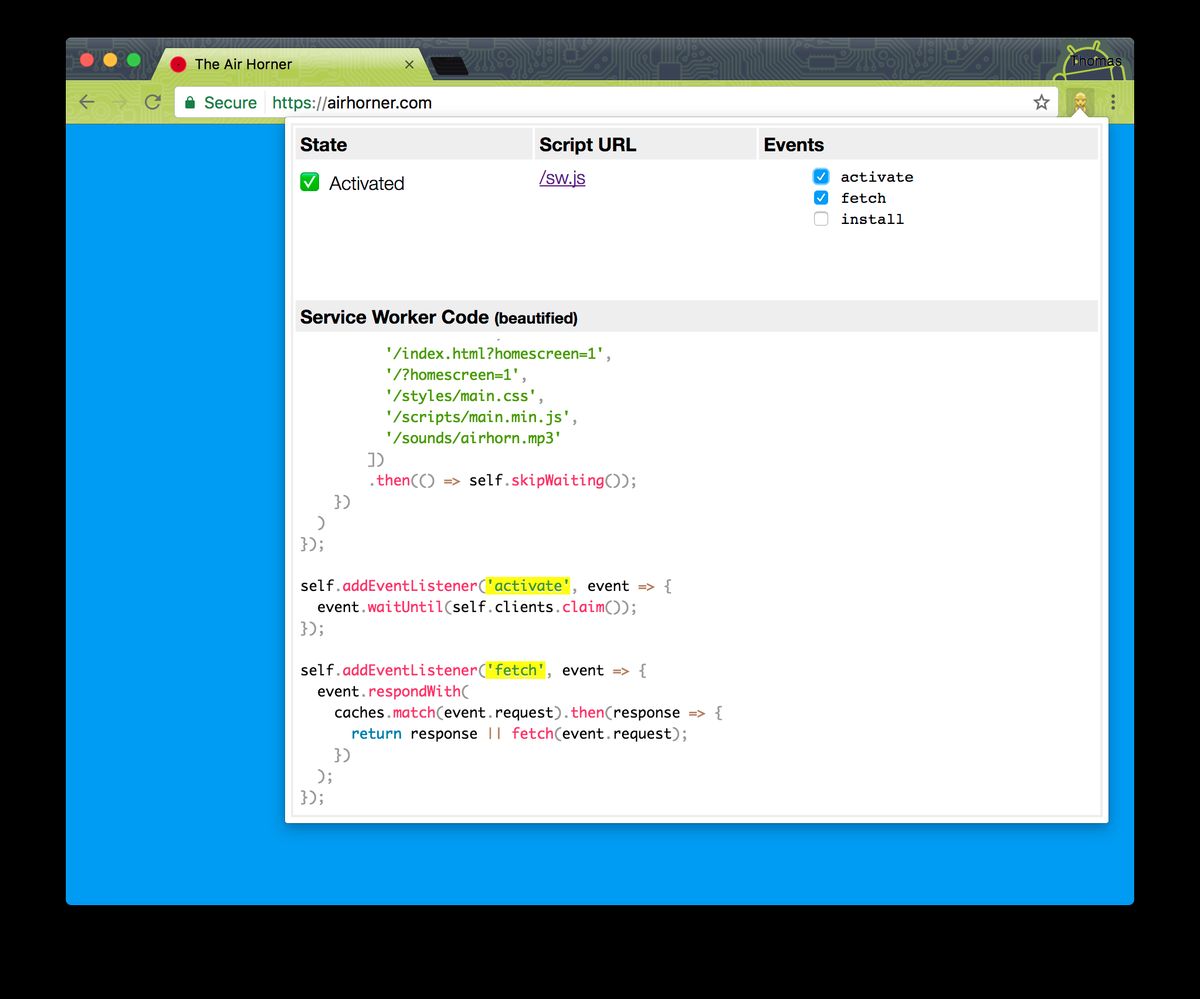 The Air Horner
Thomas
Secure https://airhorner.com
State Script URL Events
Activated /sw.js activate
fetch
install
Service Worker Code (beautified)
'/index.html?homescreen=1',
'/?homescreen=1',
'/styles/main.css',
'/scripts/main.min.js',
'/sounds/airhorn.mp3'
])
.then(() => self.skipWaiting());
})
)
});
self.addEventListener('activate', event => {
event.waitUntil(self.clients.claim());
});
self.addEventListener('fetch', event => {
event.respondWith(
caches.match(event.request).then(response => {
return response || fetch(event.request);
})
);
});